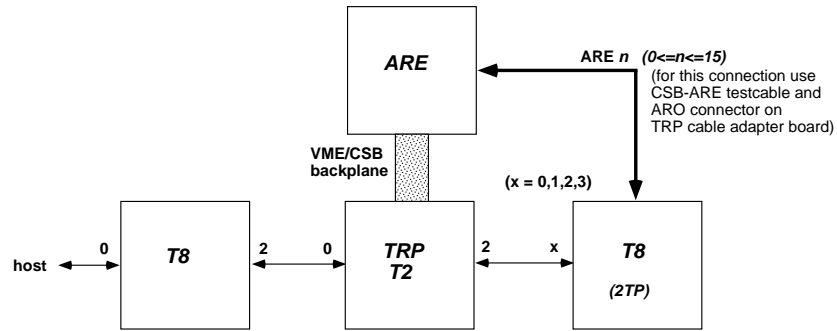 ARE
ARE n (0<=n<=15)
(for this connection use
CSB-ARE testcable and
ARO connector on
TRP cable adapter board)
VME/CSB
backplane
(x = 0,1,2,3)
host
0
T8
2
0
TRP
T2
2
x
T8
(2TP)